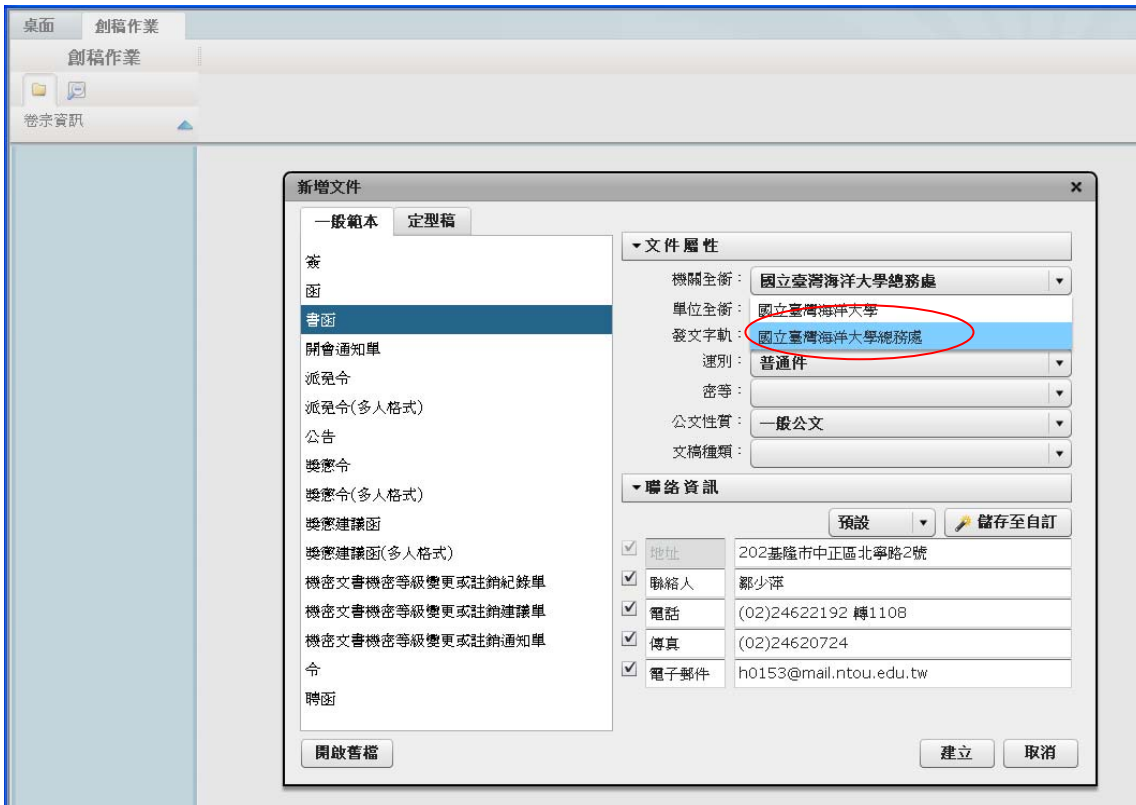 桌面 創稿作業
創稿作業
卷宗資訊
新增文件 ×
一般範本 定型稿
簽
函
書函
開會通知單
派免令
派免令(多人格式)
公告
獎懲令
獎懲令(多人格式)
獎懲建議函
獎懲建議函(多人格式)
機密文書機密等級變更或註銷紀錄單
機密文書機密等級變更或註銷建議單
機密文書機密等級變更或註銷通知單
令
聘函
開啟舊檔
文件屬性
機關全銜： 國立臺灣海洋大學總務處
單位全銜： 國立臺灣海洋大學
發文字軌： 國立臺灣海洋大學總務處
速別： 普通件
密等：
公文性質： 一般公文
文稿種類：
聯絡資訊
預設 儲存至自訂
地址 202基隆市中正區北寧路2號
聯絡人 鄒少萍
電話 (02)24622192 轉1108
傳真 (02)24620724
電子郵件 h0153@mail.ntou.edu.tw
建立 取消